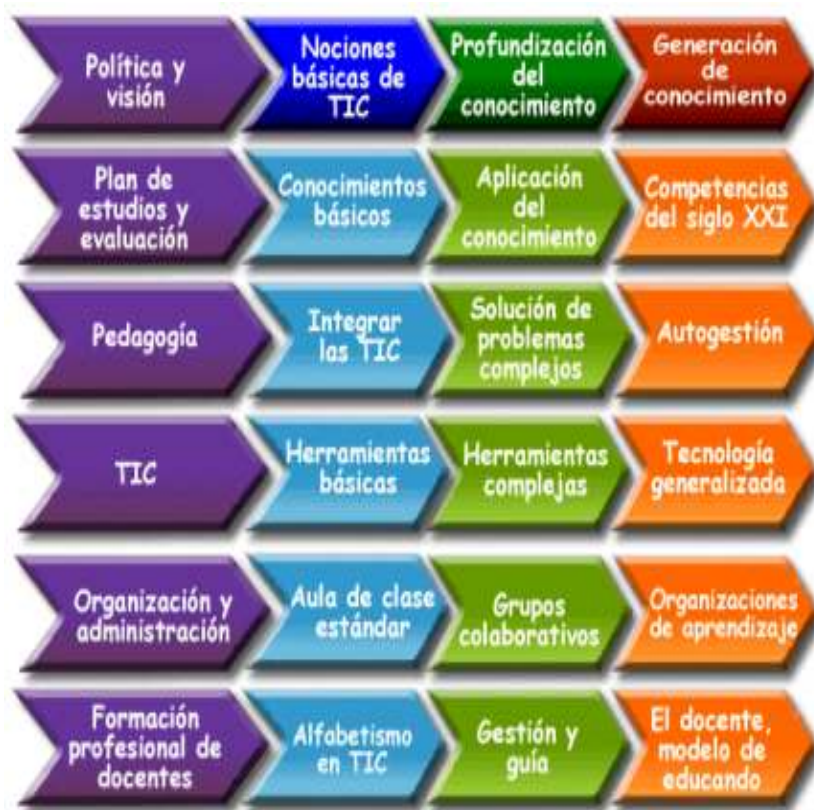 Política y
visión
Nociones
básicas de
TIC
Profundización
del
conocimiento
Generación
de
conocimiento
Plan de
estudios y
evaluación
Conocimientos
básicos
Aplicación
del
conocimiento
Competencias
del siglo XXI
Pedagogía
Integrar
las TIC
Solución de
problemas
complejos
Autogestión
TIC
Herramientas
básicas
Herramientas
complejas
Tecnología
generalizada
Organización y
administración
Aula de clase
estándar
Grupos
colaborativos
Organizaciones
de aprendizaje
Formación
profesional de
docentes
Alfabetismo
en TIC
Gestión y
guía
El docente,
modelo de
educando